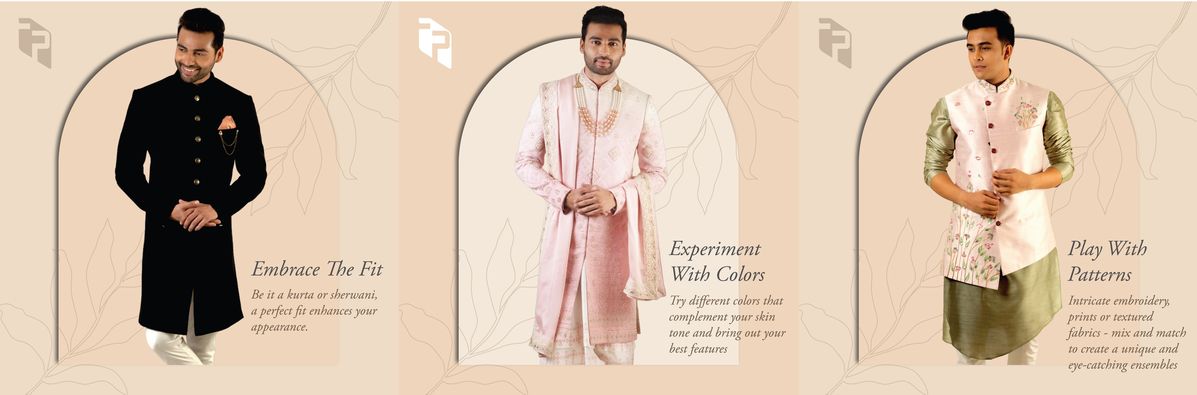 Embrace The Fit
Be it a kurta or sherwani,
a perfect fit enhances your
appearance.
Experiment
With Colors
Try different colors that
complement your skin
tone and bring out your
best features
Play With
Patterns
Intricate embroidery,
prints or textured
fabrics - mix and match
to create a unique and
eye-catching ensembles